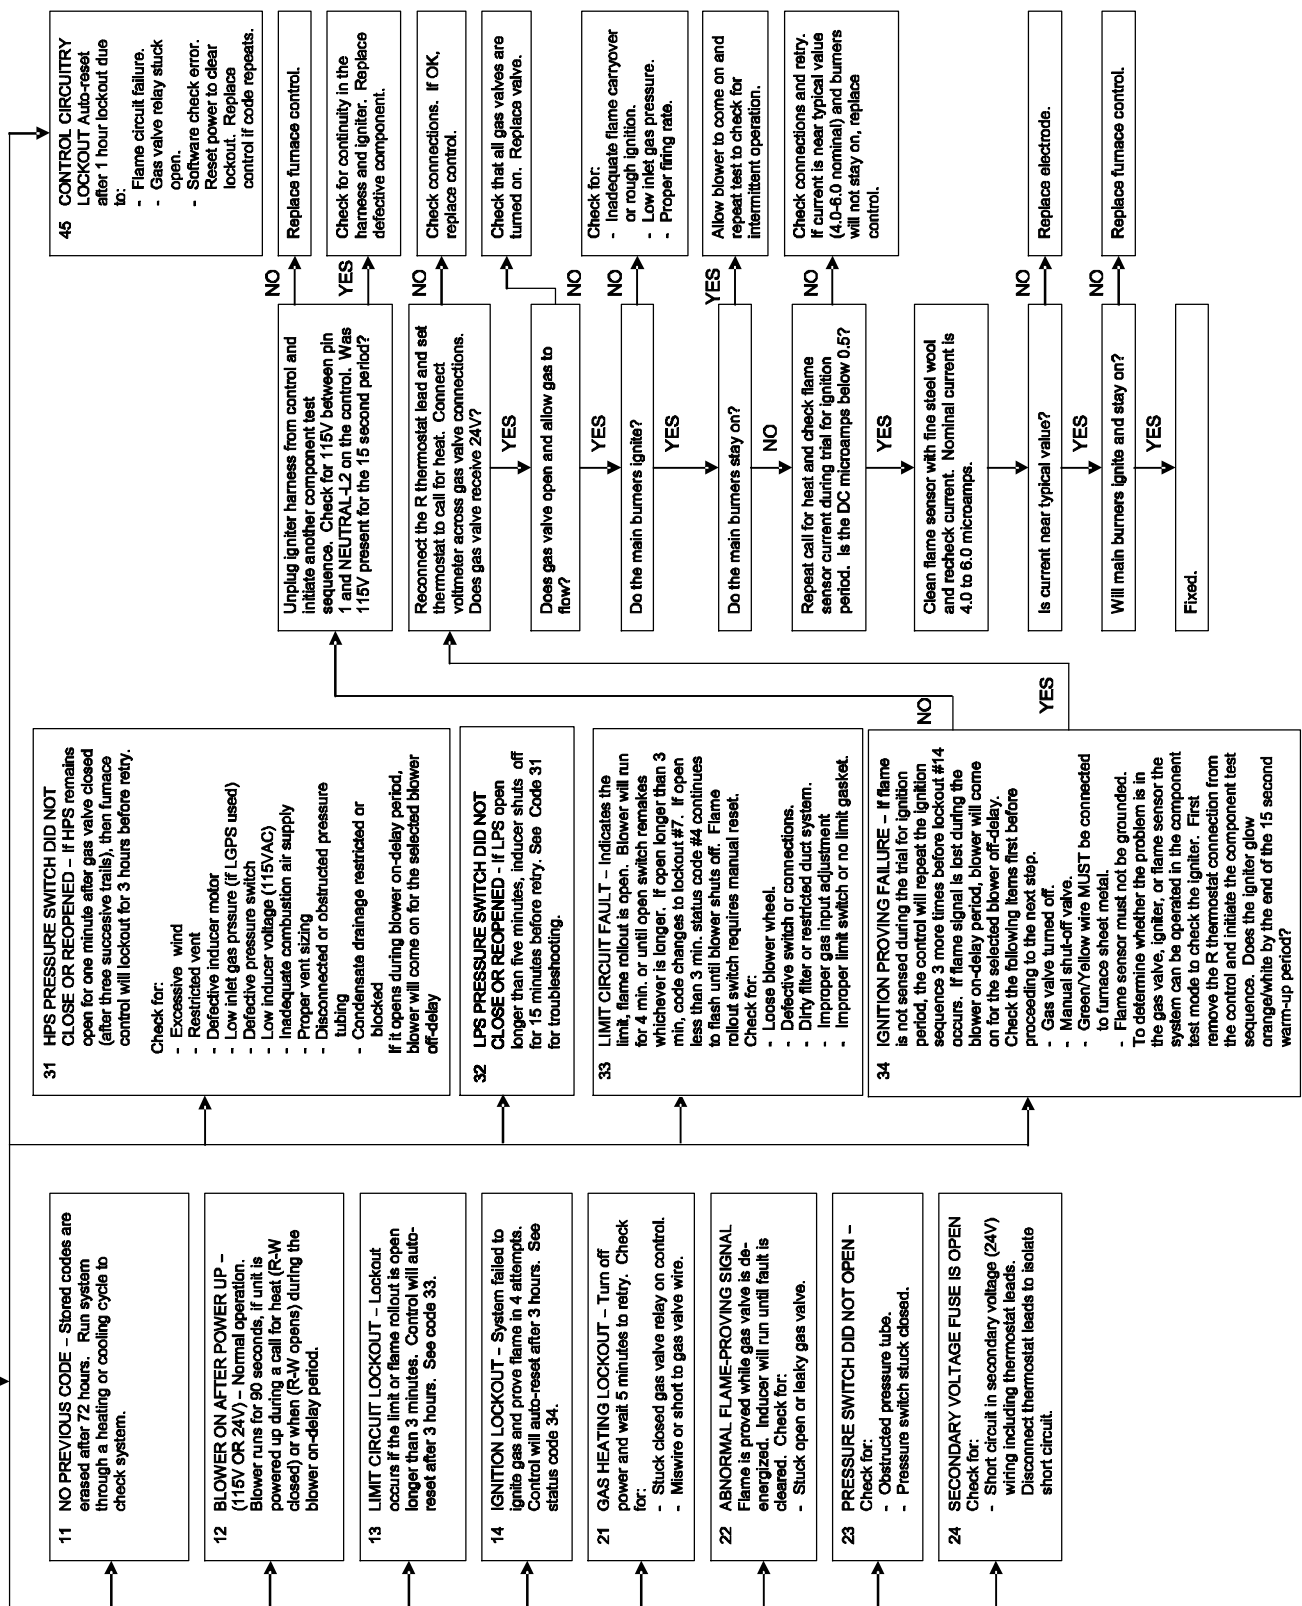 11 NO PREVIOUS CODE – Stored codes are
erased after 72 hours. Run system
through a heating or cooling cycle to
check system.
12 BLOWER ON AFTER POWER UP –
(115V OR 24V) – Normal operation.
Blower runs for 90 seconds, if unit is
powered up during a call for heat (R-W
closed) or when (R-W opens) during the
blower on-delay period.
13 LIMIT CIRCUIT LOCKOUT – Lockout
occurs if the limit or flame rollout is open
longer than 3 minutes. Control will auto-
reset after 3 hours. See code 33.
14 IGNITION LOCKOUT – System failed to
ignite gas and prove flame in 4 attempts.
Control will auto-reset after 3 hours. See
status code 34.
21 GAS HEATING LOCKOUT – Turn off
power and wait 5 minutes to retry. Check
for:
- Stuck closed gas valve relay on control.
- Miswire or short to gas valve wire.
22 ABNORMAL FLAME-PROVING SIGNAL
Flame is proved while gas valve is de-
energized. Inducer will run until fault is
cleared. Check for:
- Stuck open or leaky gas valve.
23 PRESSURE SWITCH DID NOT OPEN –
Check for:
- Obstructed pressure tube.
- Pressure switch stuck closed.
24 SECONDARY VOLTAGE FUSE IS OPEN
Check for:
- Short circuit in secondary voltage (24V)
wiring including thermostat leads.
Disconnect thermostat leads to isolate
short circuit.
31 HPS PRESSURE SWITCH DID NOT
CLOSE OR REOPENED – If HPS remains
open for one minute after gas valve closed
(after three succesive trails), then furnace
control will lockout for 3 hours before retry.
Check for:
- Excessive wind
- Restricted vent
- Defective inducer motor
- Low inlet gas prssure (if LGPS used)
- Defective pressure switch
- Low inducer voltage (115VAC)
- Inadequate combustion air supply
- Proper vent sizing
- Disconnected or obstructed pressure
tubing
- Condensate drainage restricted or
blocked
If it opens during blower on-delay period,
blower will come on for the selected blower
off-delay
32 LPS PRESSURE SWITCH DID NOT
CLOSE OR REOPENED - If LPS open
longer than five minutes, inducer shuts off
for 15 minutes before retry. See Code 31
for troubleshooting.
33 LIMIT CIRCUIT FAULT – Indicates the
limit, flame rollout is open. Blower will run
for 4 min. or until open switch remakes
whichever is longer. If open longer than 3
min, code changes to lockout #7. If open
less than 3 min. status code #4 continues
to flash until blower shuts off. Flame
rollout switch requires manual reset.
Check for:
- Loose blower wheel.
- Defective switch or connections.
- Dirty filter or restricted duct system.
- Improper gas input adjustment
- Improper limit switch or no limit gasket.
34 IGNITION PROVING FAILURE – If flame
is not sensed during the trial for ignition
period, the control will repeat the ignition
sequence 3 more times before lockout #14
occurs. If flame signal is lost during the
blower on-delay period, blower will come
on for the selected blower off-delay.
Check the following items first before
proceeding to the next step.
- Gas valve turned off.
- Manual shut-off valve.
- Green/Yellow wire MUST be connected
to furnace sheet metal.
- Flame sensor must not be grounded.
To determine whether the problem is in
the gas valve, igniter, or flame sensor the
system can be operated in the component
test mode to check the igniter. First
remove the R thermostat connection from
the control and initiate the component test
sequence. Does the igniter glow
orange/white by the end of the 15 second
warm-up period?
NO
YES
Unplug igniter harness from control and
initiate another component test
sequence. Check for 115V between pin
1 and NEUTRAL-L2 on the control. Was
115V present for the 15 second period?
Reconnect the R thermostat lead and set
thermostat to call for heat. Connect
voltmeter across gas valve connections.
Does gas valve receive 24V?
YES
Does gas valve open and allow gas to
flow?
YES
Do the main burners ignite?
YES
Do the main burners stay on?
NO
Repeat call for heat and check flame
sensor current during trial for ignition
period. Is the DC microamps below 0.5?
YES
Clean flame sensor with fine steel wool
and recheck current. Nominal current is
4.0 to 6.0 microamps.
Is current near typical value?
YES
Will main burners ignite and stay on?
YES
Fixed.
NO
YES
NO
NO
NO
YES
NO
NO
NO
45 CONTROL CIRCUITRY
LOCKOUT Auto-reset
after 1 hour lockout due
to:
- Flame circuit failure.
- Gas valve relay stuck
open.
- Software check error.
Reset power to clear
lockout. Replace
control if code repeats.
Replace furnace control.
Check for continuity in the
harness and igniter. Replace
defective component.
Check connections. If OK,
replace control.
Check that all gas valves are
turned on. Replace valve.
Check for:
- Inadequate flame carryover
or rough ignition.
- Low inlet gas pressure.
- Proper firing rate.
Allow blower to come on and
repeat test to check for
intermittent operation.
Check connections and retry.
If current is near typical value
(4.0-6.0 nominal) and burners
will not stay on, replace
control.
Replace electrode.
Replace furnace control.